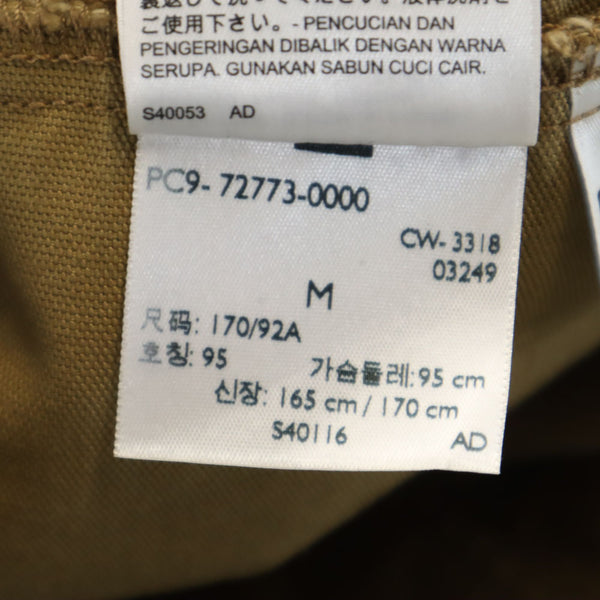 ご使用下さい。- PENCUCIAN DAN
PENGERINGAN DIBALIK DENGAN WARNA
SERUPA. GUNAKAN SABUN CUCI CAIR.
S40053 AD
PC9-72773-0000
CW-3318
03249
M
尺码: 170/92A
호칭: 95
가슴둘레: 95 cm
신장: 165 cm / 170 cm
S40116 AD